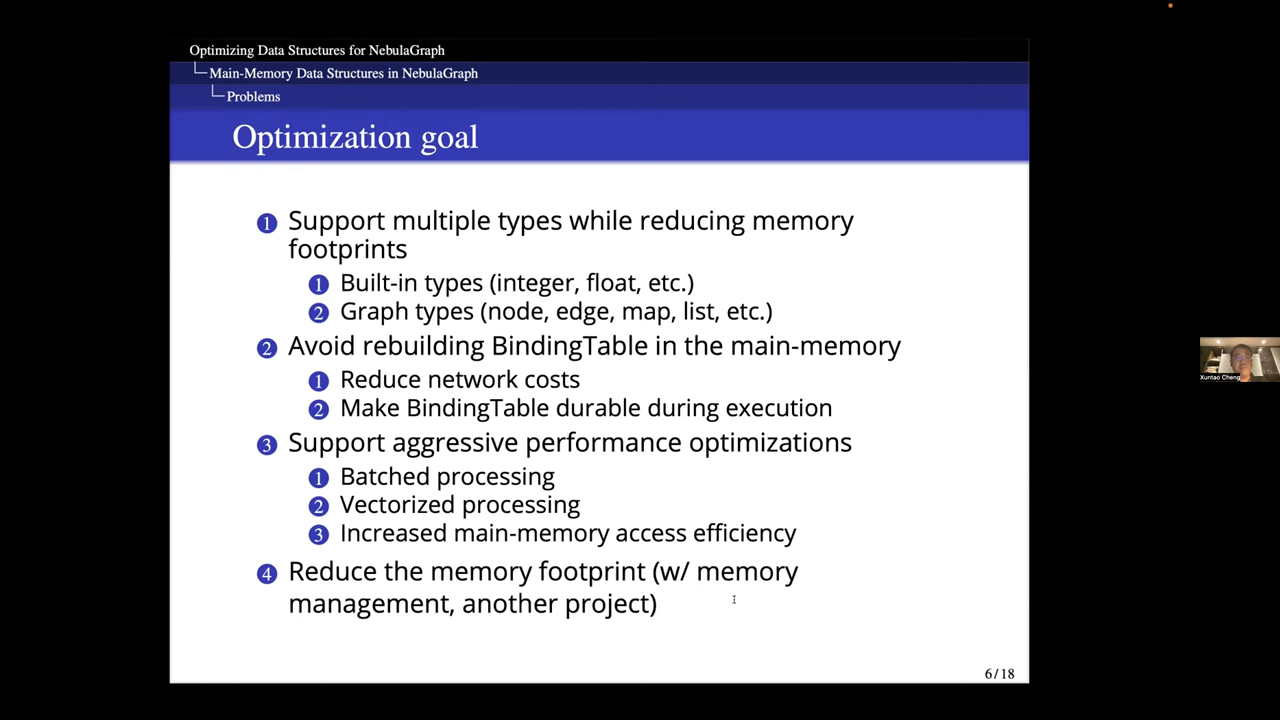 Optimizing Data Structures for NebulaGraph
Main-Memory Data Structures in NebulaGraph
Problems
Optimization goal
1 Support multiple types while reducing memory
footprints
1 Built-in types (integer, float, etc.)
2 Graph types (node, edge, map, list, etc.)
2 Avoid rebuilding BindingTable in the main-memory
1 Reduce network costs
2 Make BindingTable durable during execution
3 Support aggressive performance optimizations
1 Batched processing
2 Vectorized processing
3 Increased main-memory access efficiency
4 Reduce the memory footprint (w/ memory
management, another project)
6/18
Xuntao Cheng